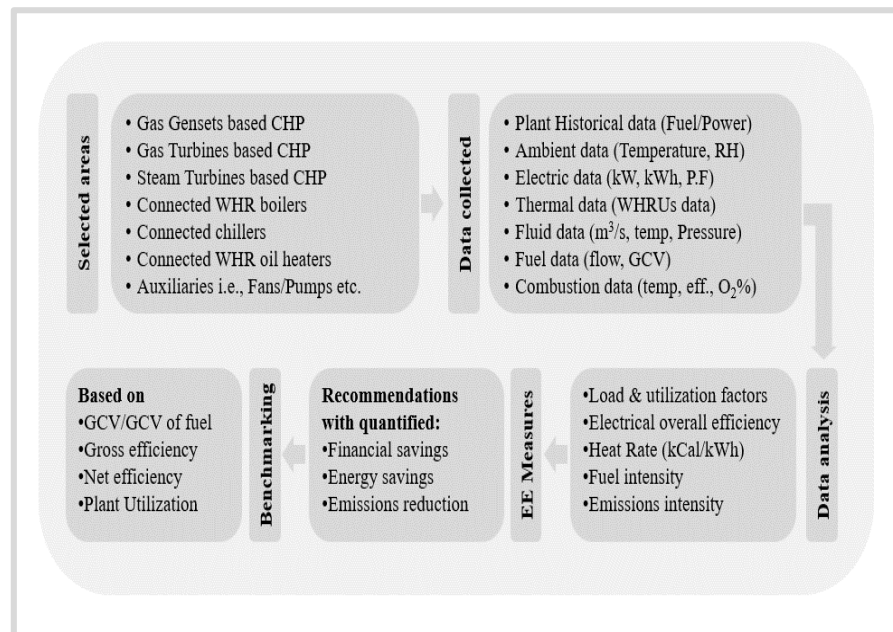 Selected areas
• Gas Gensets based CHP
• Gas Turbines based CHP
• Steam Turbines based CHP
• Connected WHR boilers
• Connected chillers
• Connected WHR oil heaters
• Auxiliaries i.e., Fans/Pumps etc.
Data collected
• Plant Historical data (Fuel/Power)
• Ambient data (Temperature, RH)
• Electric data (kW, kWh, P.F)
• Thermal data (WHRUs data)
• Fluid data (m³/s, temp, Pressure)
• Fuel data (flow, GCV)
• Combustion data (temp, eff., O₂%)
Data analysis
•Load & utilization factors
•Electrical overall efficiency
•Heat Rate (kCal/kWh)
•Fuel intensity
•Emissions intensity
EE Measures
Recommendations
with quantified:
•Financial savings
•Energy savings
•Emissions reduction
Benchmarking
Based on
•GCV/GCV of fuel
•Gross efficiency
•Net efficiency
•Plant Utilization